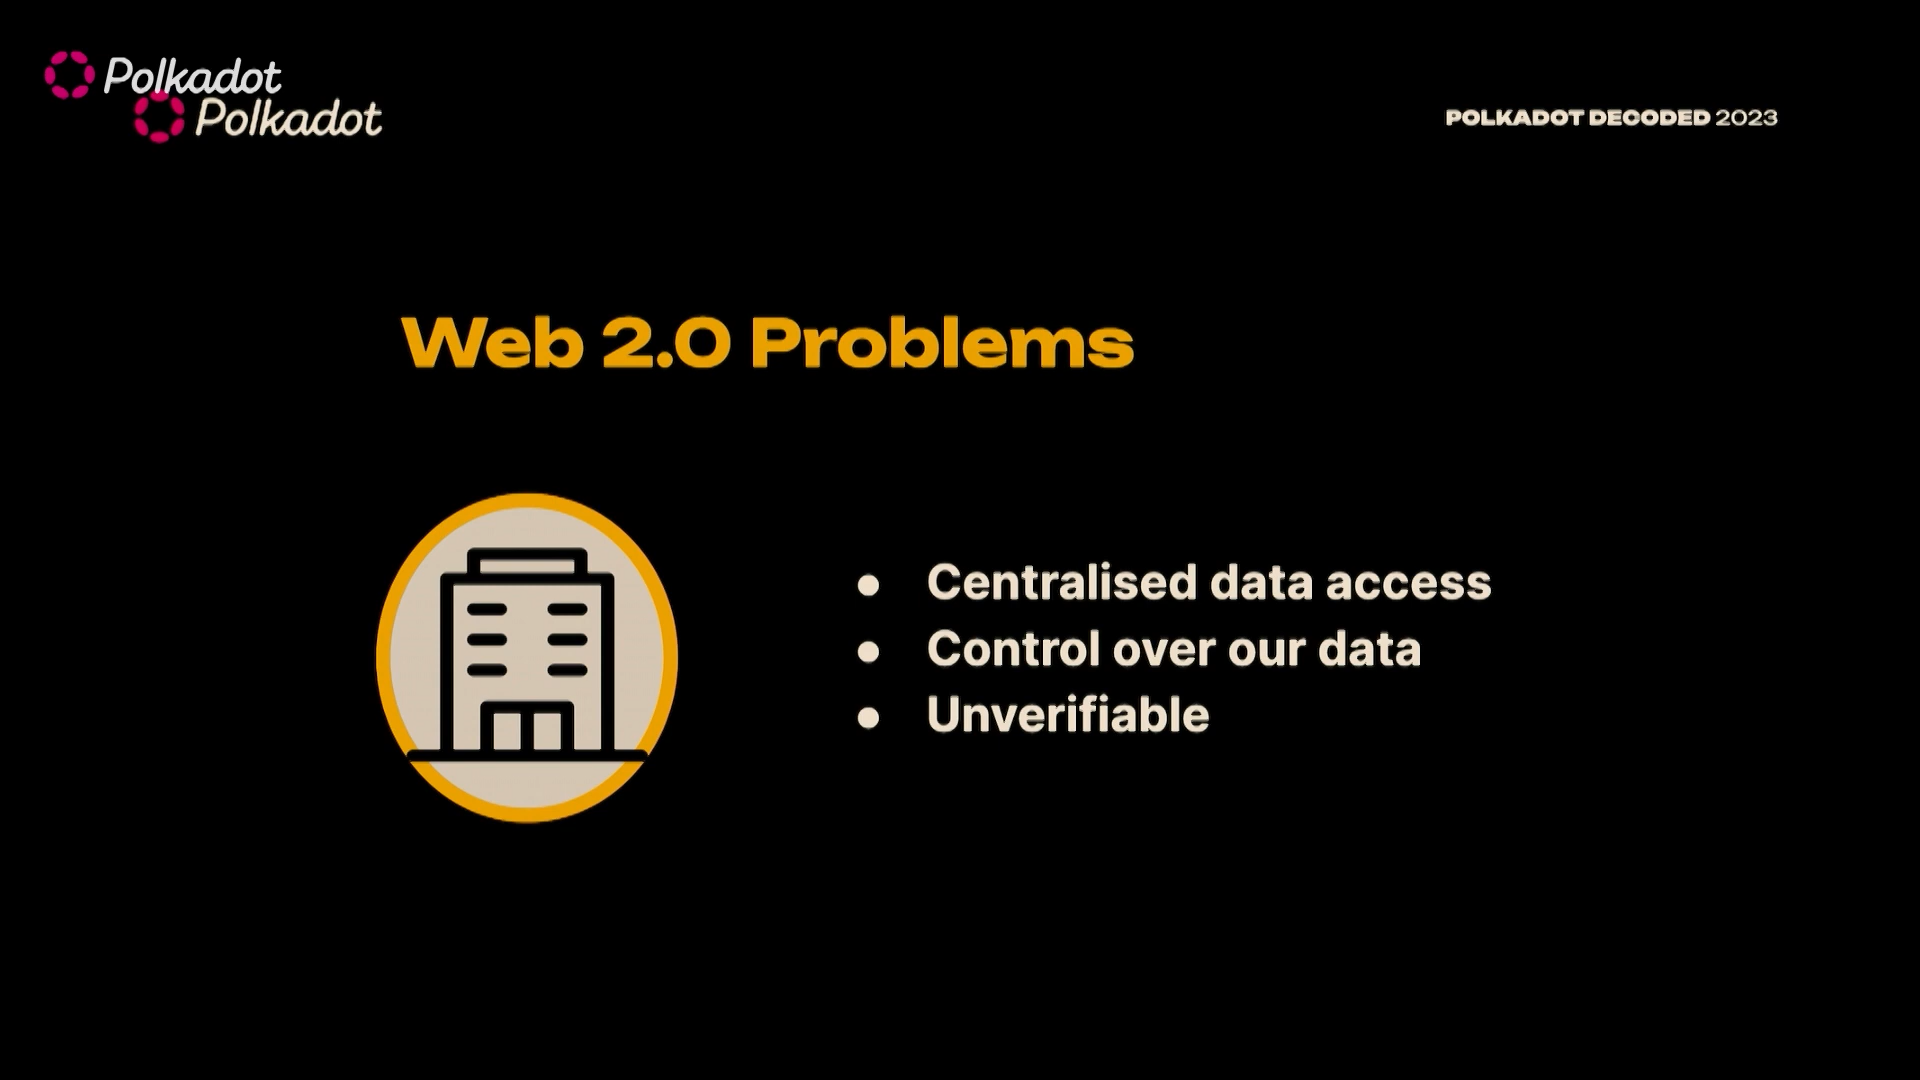 Polkadot
Polkadot
POLKADOT DECODED 2023
Web 2.0 Problems
● Centralised data access
● Control over our data
● Unverifiable